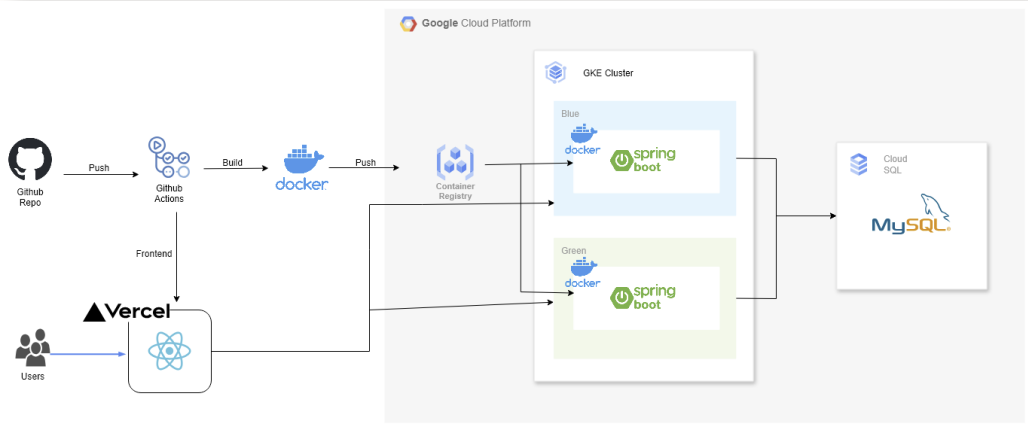 Google Cloud Platform
GKE Cluster
Blue
docker
spring
boot
Green
docker
spring
boot
Cloud
SQL
MySQL®
Github
Repo
Push
Github
Actions
Build
docker
Push
Container
Registry
Frontend
Vercel
Users